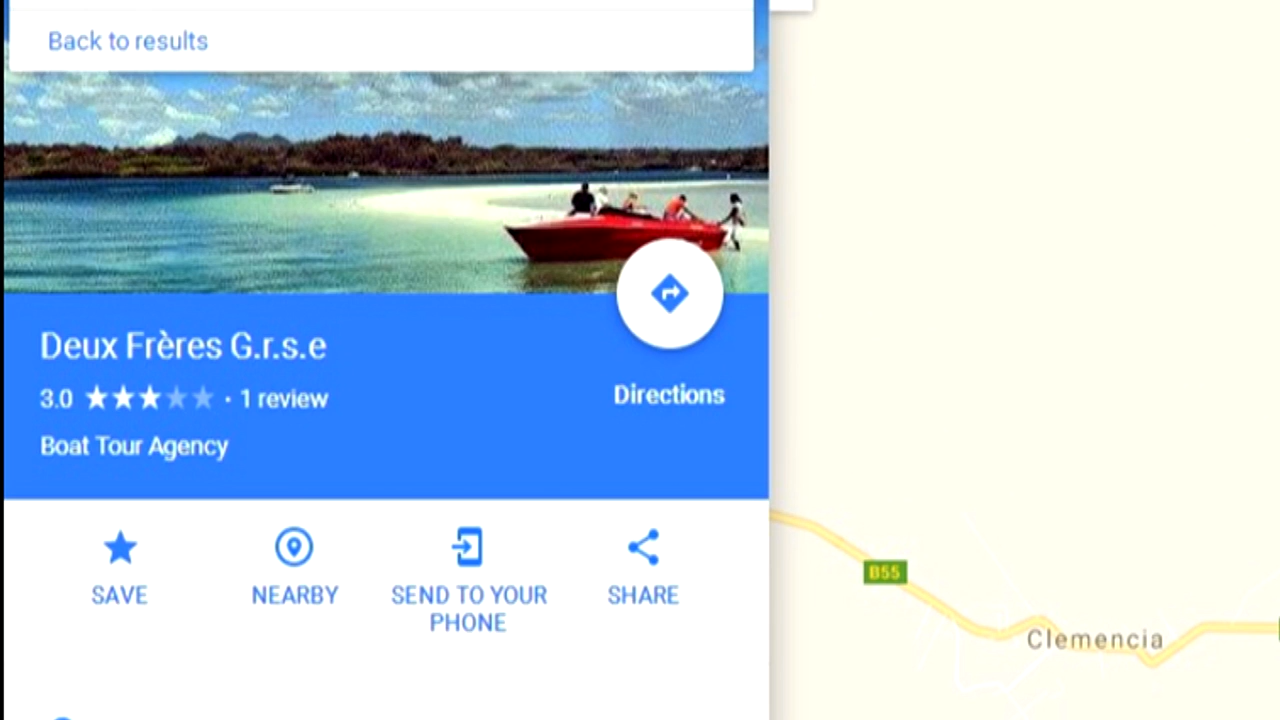 Back to results
Deux Frères G.r.s.e
3.0 · 1 review
Directions
Boat Tour Agency
SAVE
NEARBY
SEND TO YOUR
PHONE
SHARE
B55
Clemencia